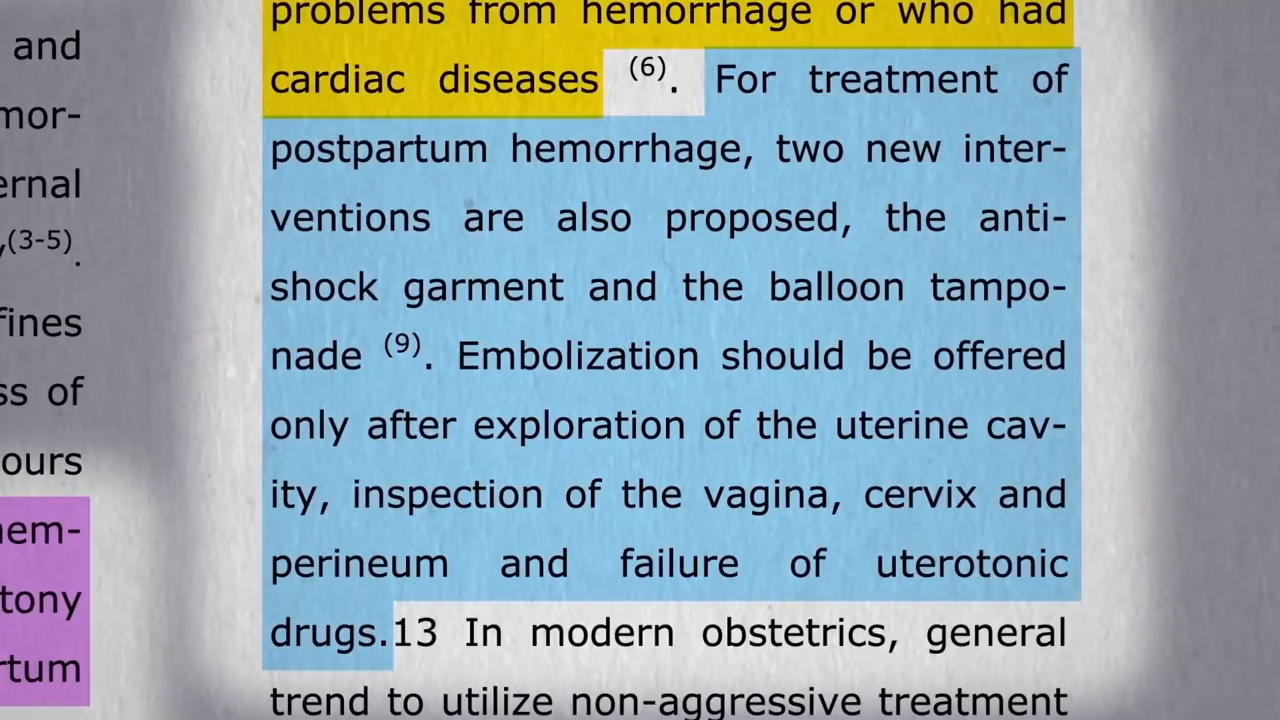 and
mor-
ernal
(3-5).
fines
ss of
ours
hem-
tony
rtum
problems from hemorrhage or who had
cardiac diseases (6). For treatment of
postpartum hemorrhage, two new inter-
ventions are also proposed, the anti-
shock garment and the balloon tampo-
nade (9). Embolization should be offered
only after exploration of the uterine cav-
ity, inspection of the vagina, cervix and
perineum and failure of uterotonic
drugs.13 In modern obstetrics, general
trend to utilize non-aggressive treatment